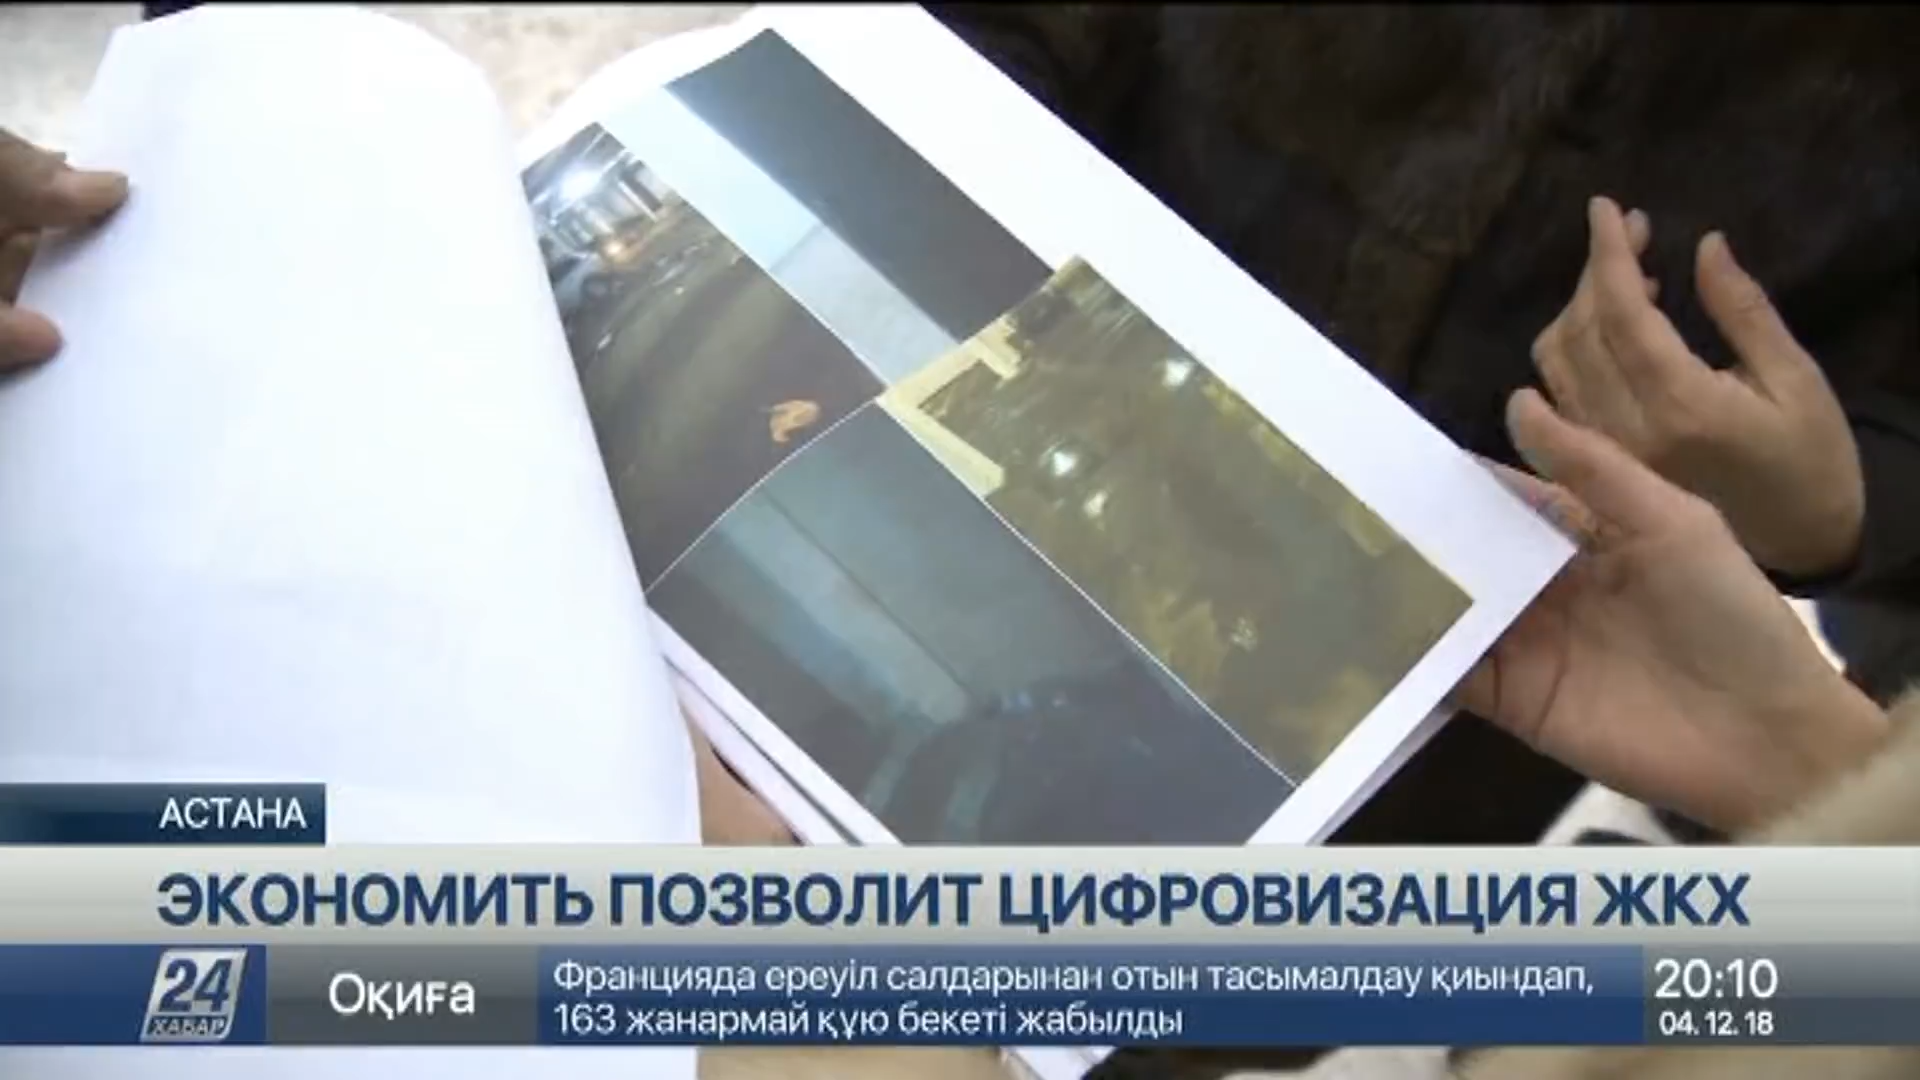 АСТАНА
ЭКОНОМИТЬ ПОЗВОЛИТ ЦИФРОВИЗАЦИЯ ЖКХ
24
ХАБАР
Оқиға
Францияда ереуіл салдарынан отын тасымалдау қиындап,
163 жанармай құю бекеті жабылды
20:10
04.12.18